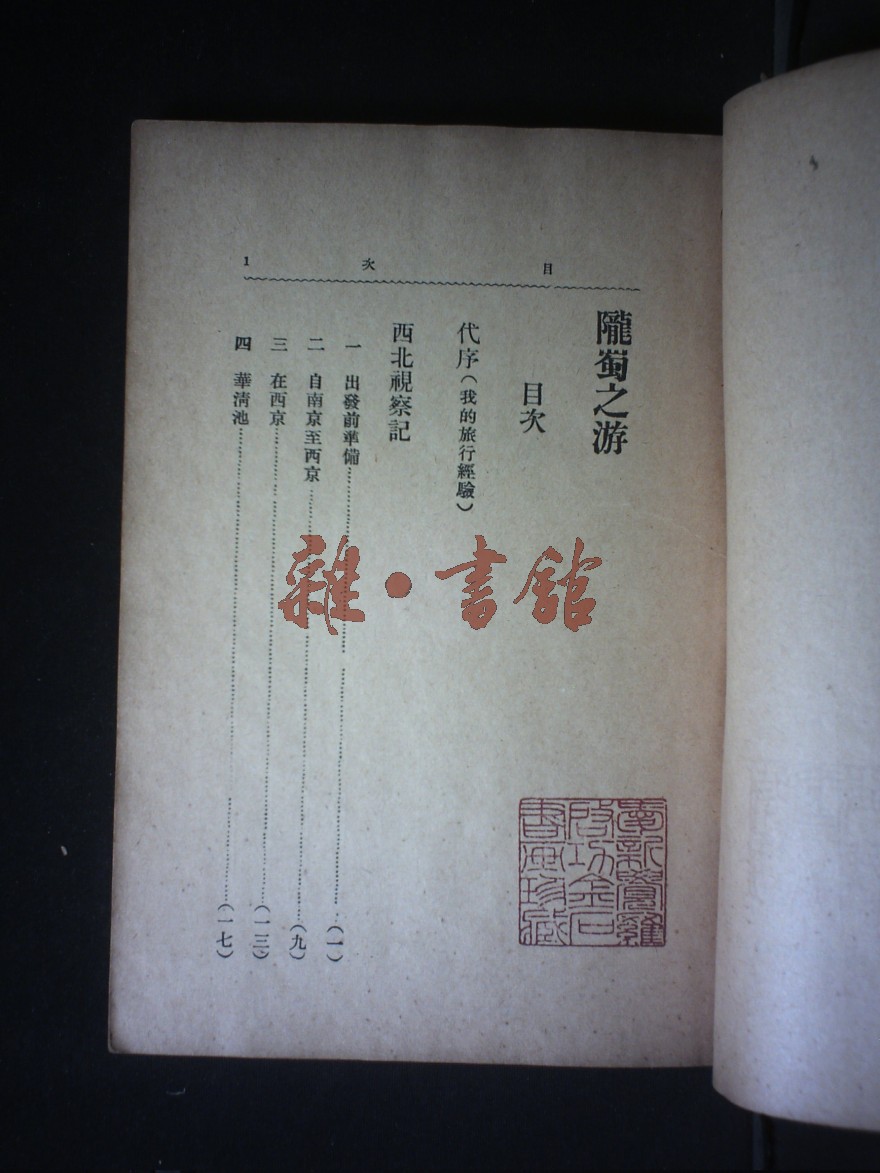 目 次 1
隴蜀之游
目次
代序(我的旅行經驗)
西北視察記
一 出發前準備……(一)
二 自南京至西京……(九)
三 在西京……(一三)
四 華清池……(一七)
雜·書館